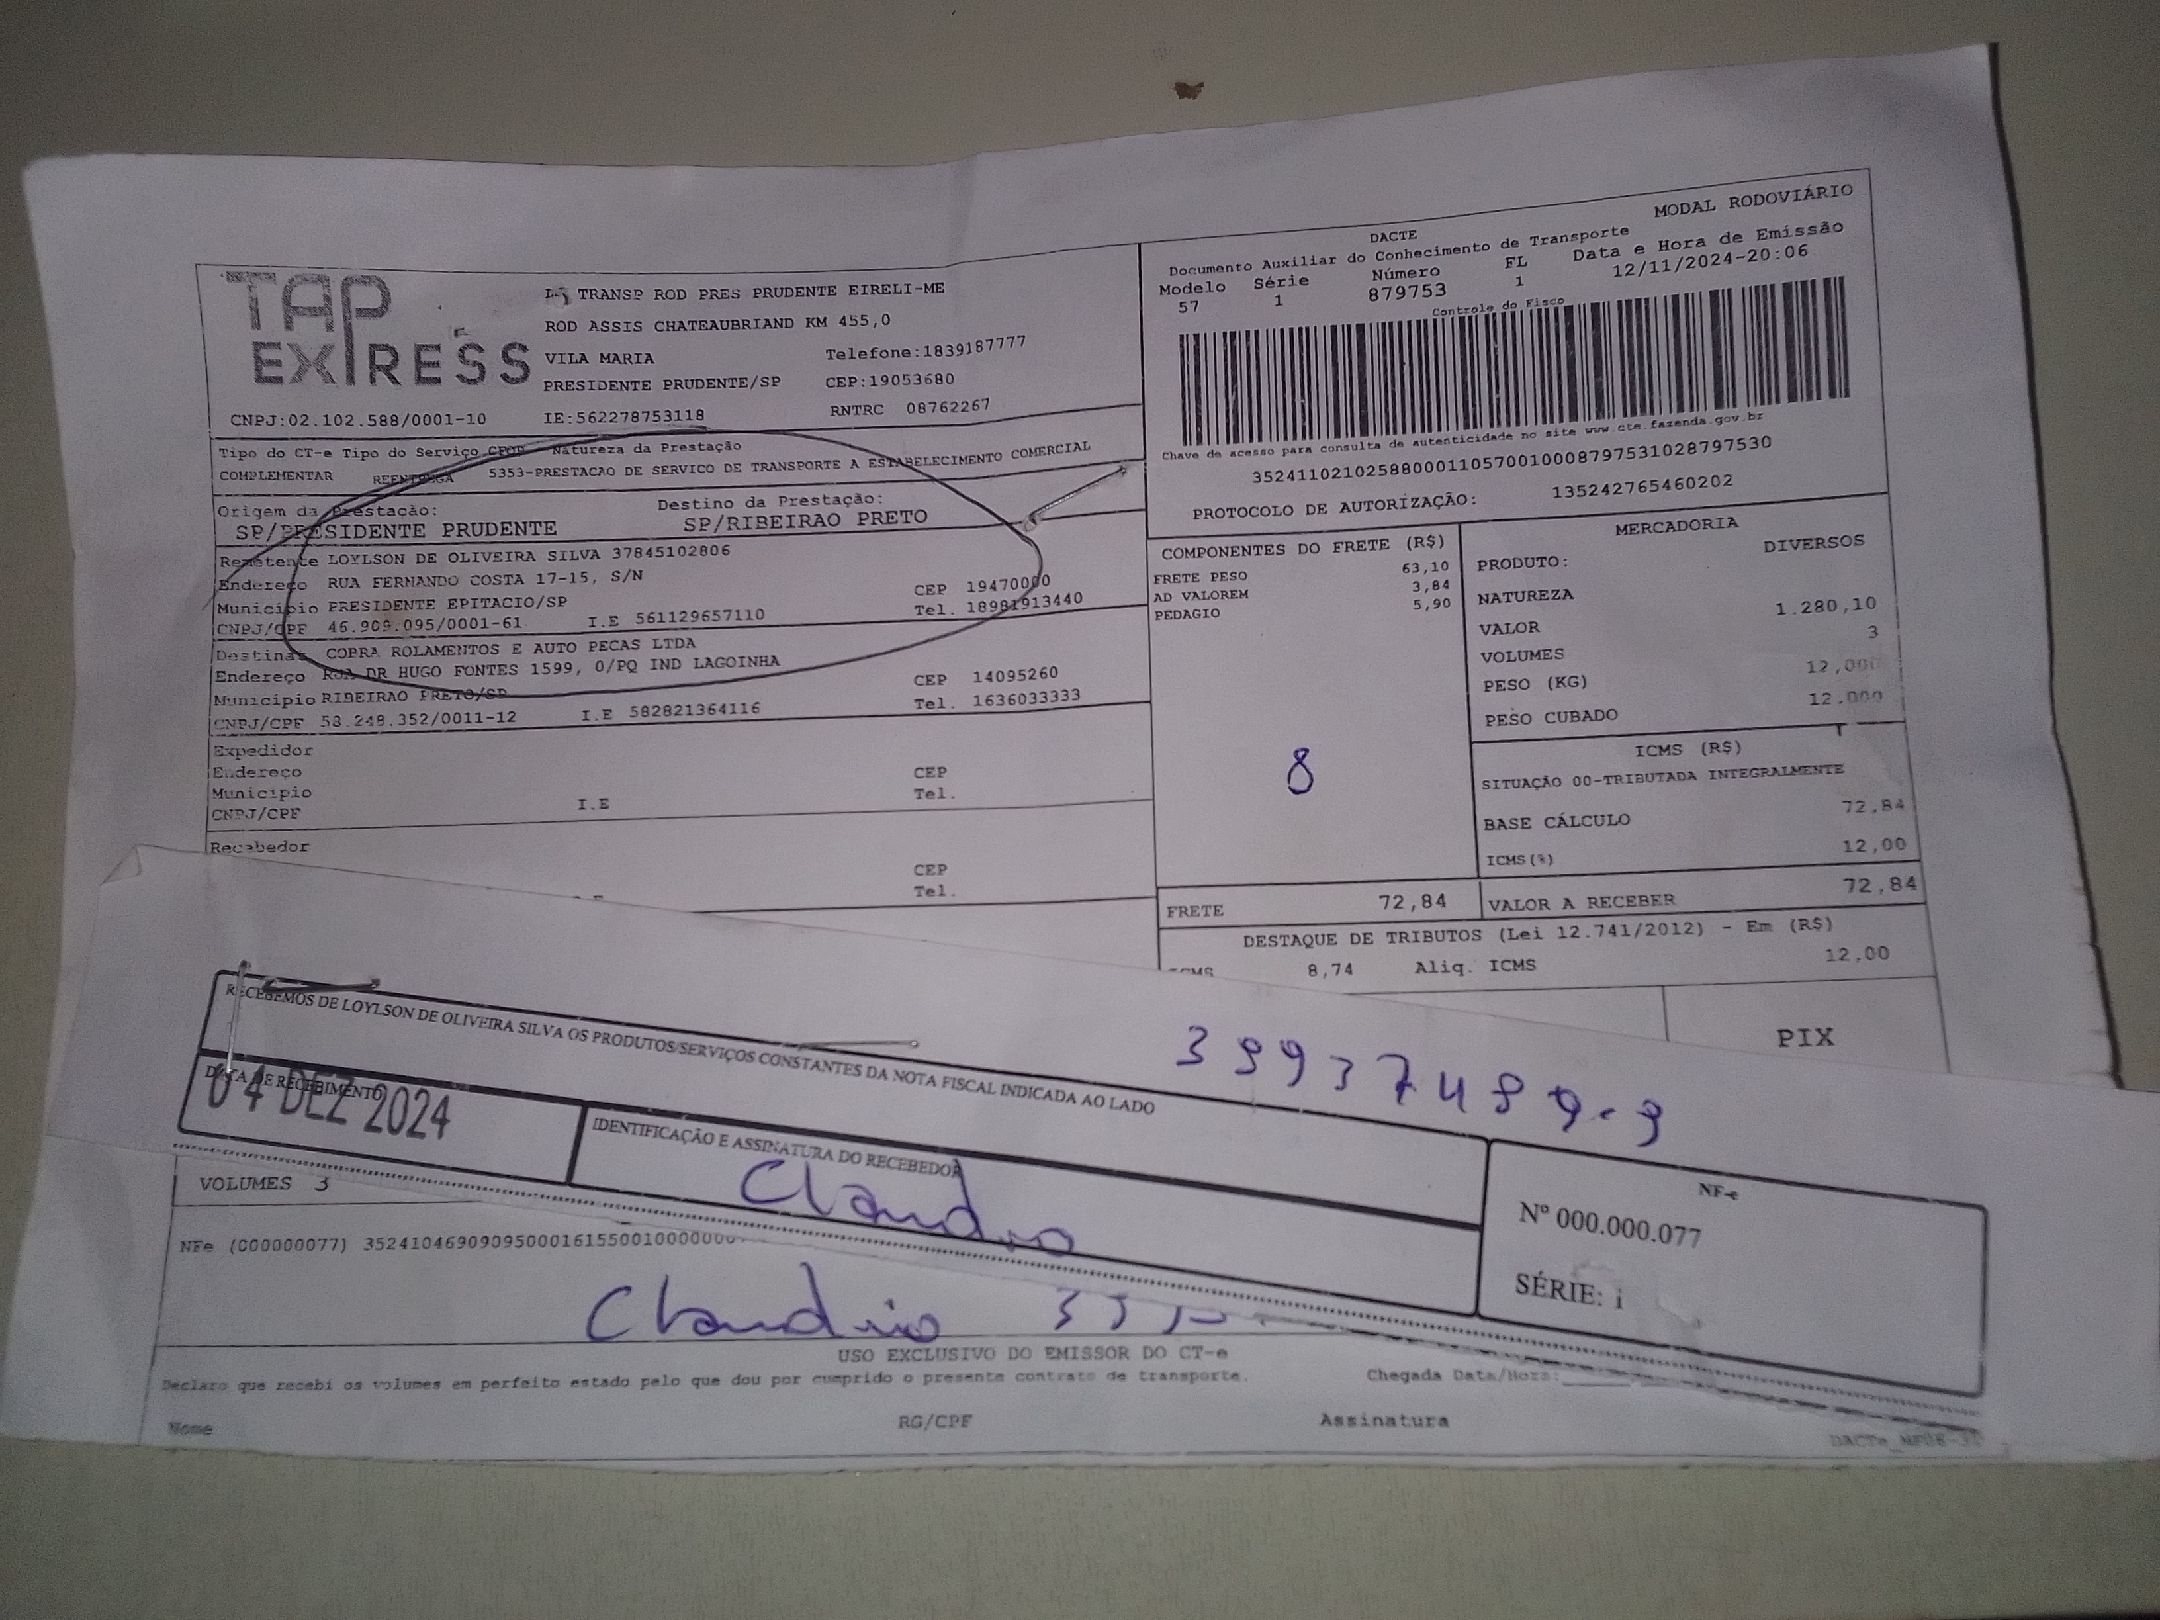 TAP EXPRESS
TRANSP ROD PRES PRUDENTE EIRELI-ME
ROD ASSIS CHATEAUBRIAND KM 455,0
VILA MARIA Telefone:1839187777
PRESIDENTE PRUDENTE/SP CEP:19053680
CNPJ:02.102.588/0001-10 IE:562278753118 RNTRC 08762267
MODAL RODOVIÁRIO
DACTE
Documento Auxiliar do Conhecimento de Transporte
Modelo Série Número FL Data e Hora de Emissão
57 1 879753 1 12/11/2024-20:06
Controle do Fisco
Chave de acesso para consulta de autenticidade no site www.cte.fazenda.gov.br
35241102102588000110570010008797531028797530
PROTOCOLO DE AUTORIZAÇÃO: 135242765460202
Tipo do CT-e Tipo do Serviço CFOP - Natureza da Prestação
COMPLEMENTAR REENTREGA 5353-PRESTACAO DE SERVICO DE TRANSPORTE A ESTABELECIMENTO COMERCIAL
Origem da Prestação: Destino da Prestação:
SP/PRESIDENTE PRUDENTE SP/RIBEIRAO PRETO
Remetente LOYLSON DE OLIVEIRA SILVA 37845102806
Endereço RUA FERNANDO COSTA 17-15, S/N CEP 19470000
Município PRESIDENTE EPITACIO/SP Tel. 18981913440
CNPJ/CPF 46.909.095/0001-61 I.E 561129657110
Destinat COBRA ROLAMENTOS E AUTO PECAS LTDA
Endereço RUA DR HUGO FONTES 1599, 0/PQ IND LAGOINHA CEP 14095260
Município RIBEIRAO PRETO/SP Tel. 1636033333
CNPJ/CPF 58.248.352/0011-12 I.E 582821364116
Expedidor
Endereço CEP
Município Tel.
CNPJ/CPF I.E
Recebedor
CEP
Tel.
COMPONENTES DO FRETE (R$)
FRETE PESO 63,10
AD VALOREM 3,84
PEDAGIO 5,90
8
MERCADORIA
PRODUTO: DIVERSOS
NATUREZA
VALOR 1.280,10
VOLUMES 3
PESO (KG) 12,000
PESO CUBADO 12,000
ICMS (R$)
SITUAÇÃO 00-TRIBUTADA INTEGRALMENTE
BASE CÁLCULO 72,84
ICMS(%) 12,00
FRETE 72,84 VALOR A RECEBER 72,84
DESTAQUE DE TRIBUTOS (Lei 12.741/2012) - Em (R$)
ICMS 8,74 Aliq. ICMS 12,00
PIX
RECEBEMOS DE LOYLSON DE OLIVEIRA SILVA OS PRODUTOS/SERVIÇOS CONSTANTES DA NOTA FISCAL INDICADA AO LADO
DATA DE RECEBIMENTO
04 DEZ 2024
IDENTIFICAÇÃO E ASSINATURA DO RECEBEDOR
Claudio
NF-e
Nº 000.000.077
SÉRIE: 1
VOLUMES 3
NFe (000000077)
Claudio
USO EXCLUSIVO DO EMISSOR DO CT-e
Declaro que recebi os volumes em perfeito estado pelo que dou por cumprido o presente contrato de transporte. Chegada Data/Hora:
Nome RG/CPF Assinatura